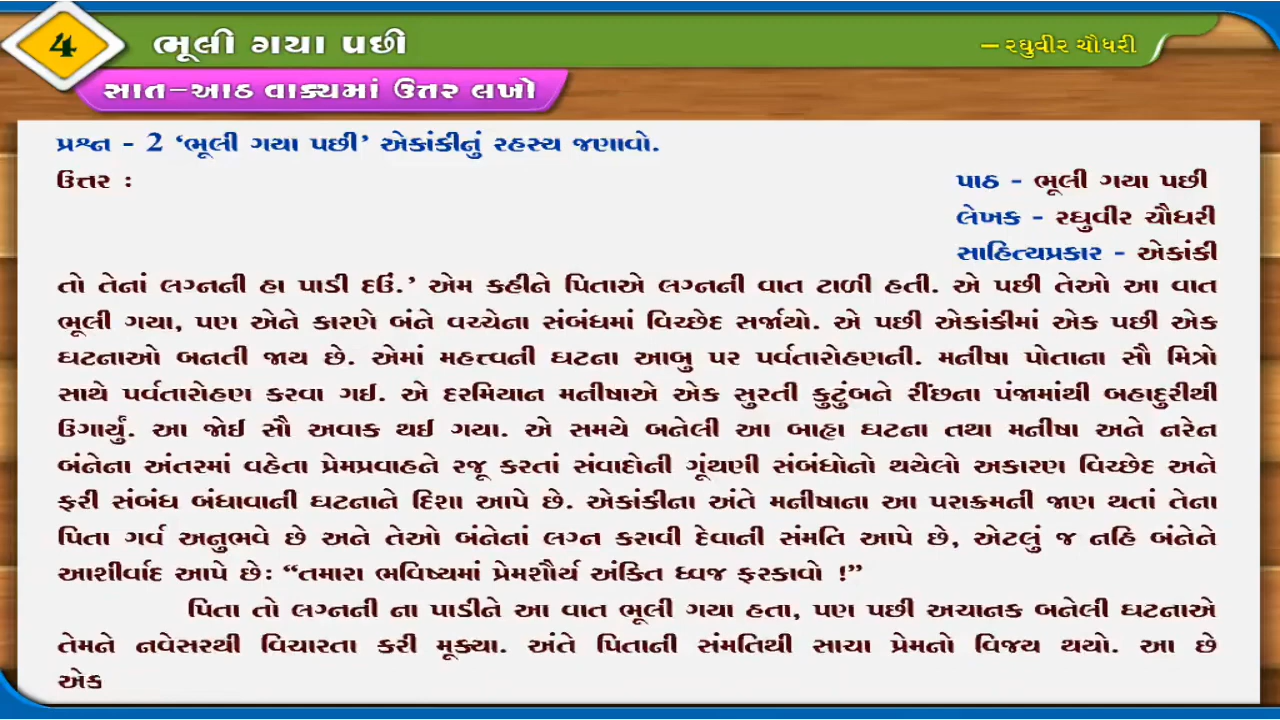 4
ભૂલી ગયા પછી
– રઘુવીર ચૌધરી
સાત-આઠ વાક્યમાં ઉત્તર લખો
પ્રશ્ન - 2 ‘ભૂલી ગયા પછી’ એકાંકીનું રહસ્ય જણાવો.
ઉત્તર :
પાઠ - ભૂલી ગયા પછી
લેખક - રઘુવીર ચૌધરી
સાહિત્યપ્રકાર - એકાંકી
તો તેનાં લગ્નની હા પાડી દઉં.’ એમ કહીને પિતાએ લગ્નની વાત ટાળી હતી. એ પછી તેઓ આ વાત
ભૂલી ગયા, પણ એને કારણે બંને વચ્ચેના સંબંધમાં વિચ્છેદ સર્જાયો. એ પછી એકાંકીમાં એક પછી એક
ઘટનાઓ બનતી જાય છે. એમાં મહત્ત્વની ઘટના આબુ પર પર્વતારોહણની. મનીષા પોતાના સૌ મિત્રો
સાથે પર્વતારોહણ કરવા ગઈ. એ દરમિયાન મનીષાએ એક સુરતી કુટુંબને રીંછના પંજામાંથી બહાદુરીથી
ઉગાર્યું. આ જોઈ સૌ અવાક થઈ ગયા. એ સમયે બનેલી આ બાહ્ય ઘટના તથા મનીષા અને નરેન
બંનેના અંતરમાં વહેતા પ્રેમપ્રવાહને રજૂ કરતાં સંવાદોની ગૂંથણી સંબંધોનો થયેલો અકારણ વિચ્છેદ અને
ફરી સંબંધ બંધાવાની ઘટનાને દિશા આપે છે. એકાંકીના અંતે મનીષાના આ પરાક્રમની જાણ થતાં તેના
પિતા ગર્વ અનુભવે છે અને તેઓ બંનેનાં લગ્ન કરાવી દેવાની સંમતિ આપે છે, એટલું જ નહિ બંનેને
આશીર્વાદ આપે છેઃ “તમારા ભવિષ્યમાં પ્રેમશૌર્ય અંકિત ધ્વજ ફરકાવો !”
પિતા તો લગ્નની ના પાડીને આ વાત ભૂલી ગયા હતા, પણ પછી અચાનક બનેલી ઘટનાએ
તેમને નવેસરથી વિચારતા કરી મૂક્યા. અંતે પિતાની સંમતિથી સાચા પ્રેમનો વિજય થયો. આ છે
એક